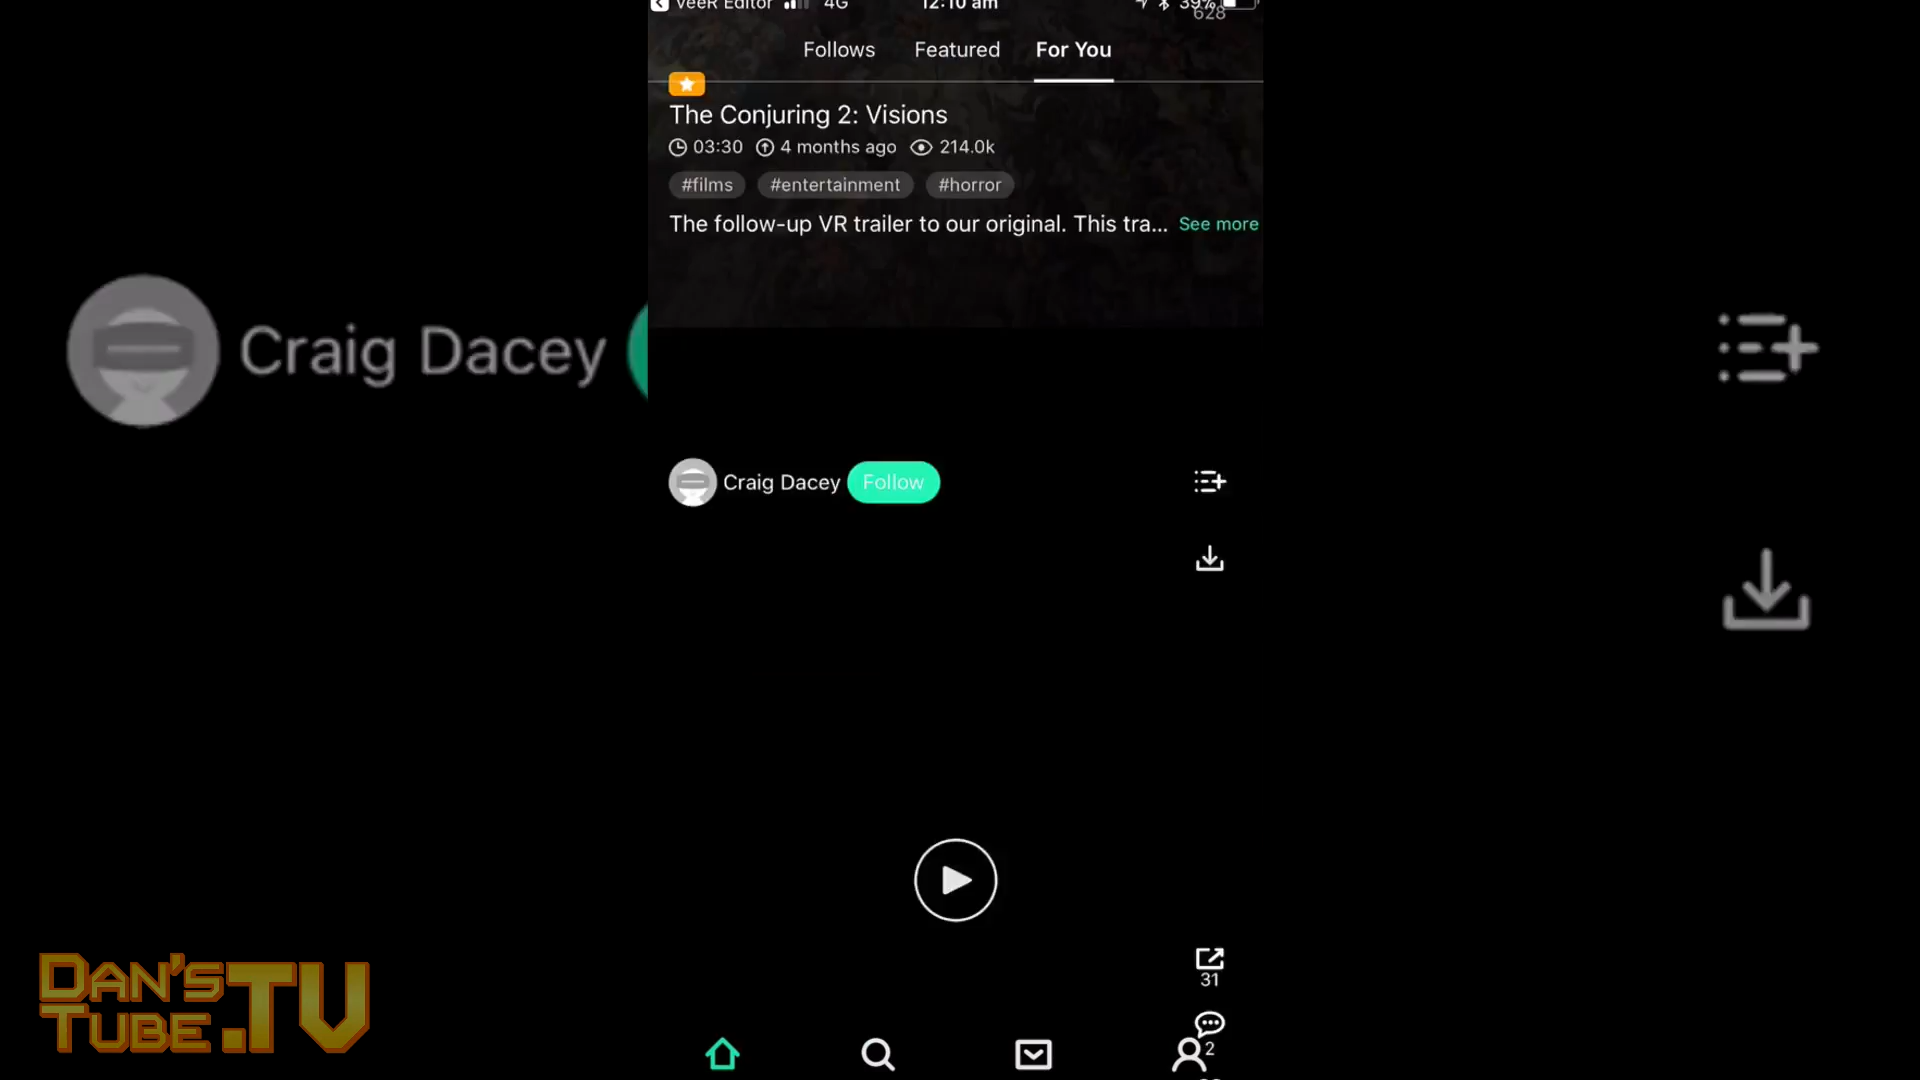 VeeR Editor 4G 12:10 am 39%
628
Follows Featured For You
The Conjuring 2: Visions
03:30 4 months ago 214.0k
#films #entertainment #horror
The follow-up VR trailer to our original. This tra... See more
Craig Dacey
Craig Dacey Follow
31
2
DAN'S
TUBE.TV